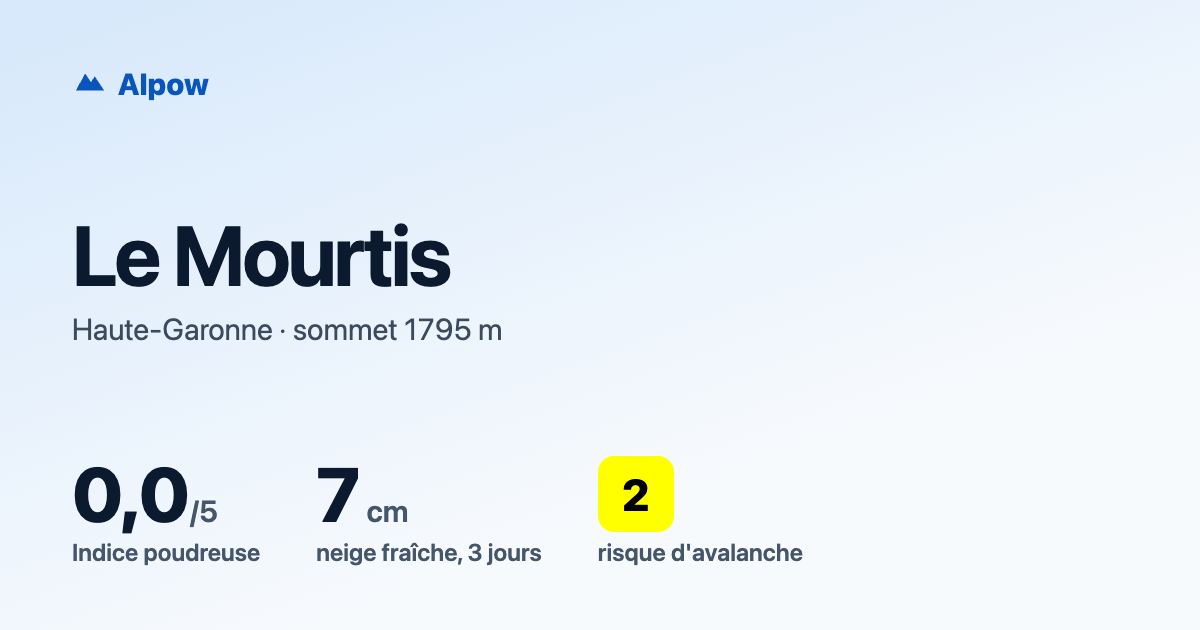 Alpow
Le Mourtis
Haute-Garonne · sommet 1795 m
0,0/5
Indice poudreuse
7 cm
neige fraîche, 3 jours
2
risque d'avalanche